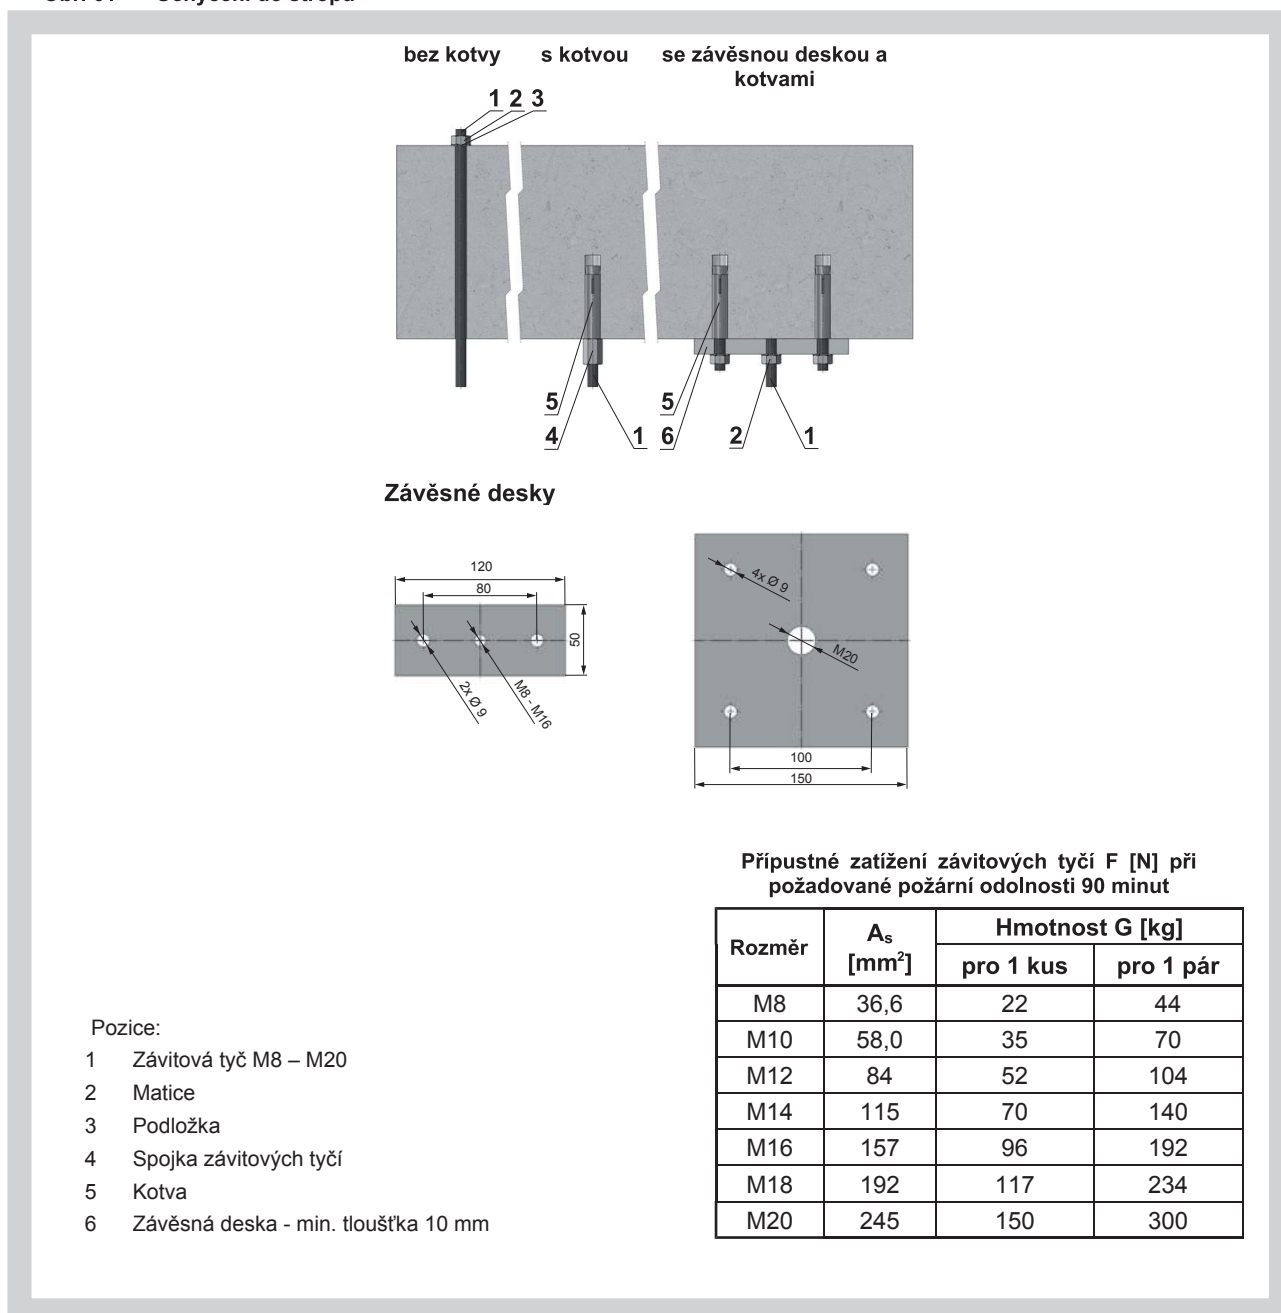 bez kotvy s kotvou se závěsnou deskou a
kotvami
1 2 3
5 5
4 1 6 2 1
Závěsné desky
120
80
50
2x Ø 9
M8 - M16
4x Ø 9
M20
100
150
Přípustné zatížení závitových tyčí F [N] při
požadované požární odolnosti 90 minut
Rozměr As [mm²] Hmotnost G [kg]
pro 1 kus pro 1 pár
M8 36,6 22 44
M10 58,0 35 70
M12 84 52 104
M14 115 70 140
M16 157 96 192
M18 192 117 234
M20 245 150 300
Pozice:
1 Závitová tyč M8 – M20
2 Matice
3 Podložka
4 Spojka závitových tyčí
5 Kotva
6 Závěsná deska - min. tloušťka 10 mm